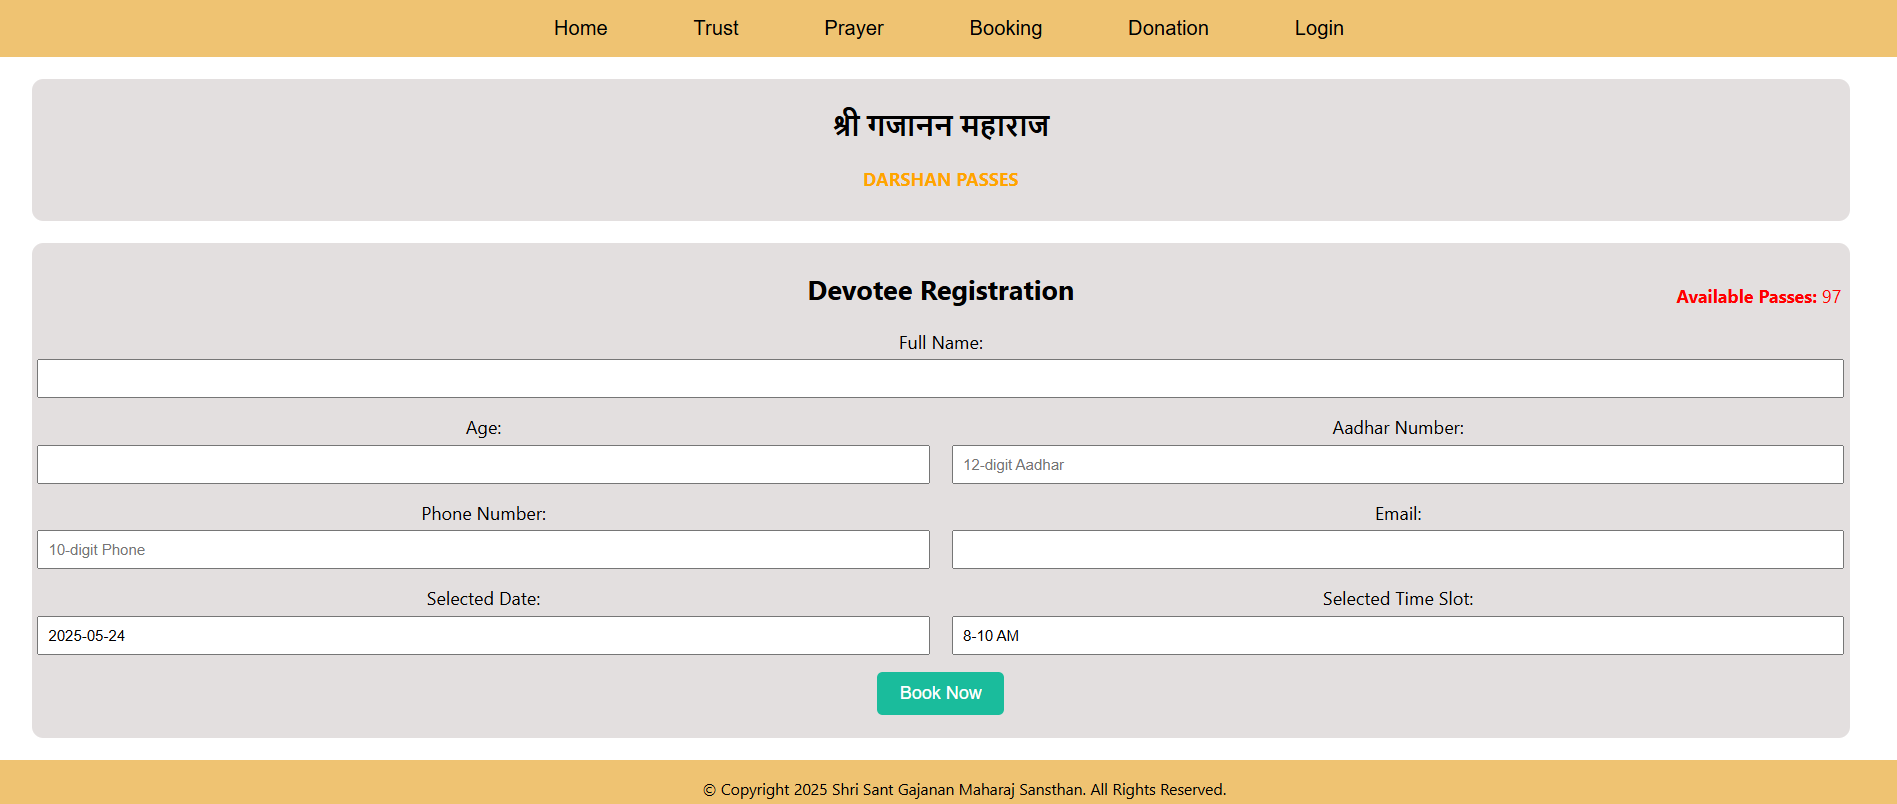 Home Trust Prayer Booking Donation Login
श्री गजानन महाराज
DARSHAN PASSES
Devotee Registration
Available Passes: 97
Full Name:
Age: Aadhar Number:
12-digit Aadhar
Phone Number: Email:
10-digit Phone
Selected Date: Selected Time Slot:
2025-05-24 8-10 AM
Book Now
© Copyright 2025 Shri Sant Gajanan Maharaj Sansthan. All Rights Reserved.